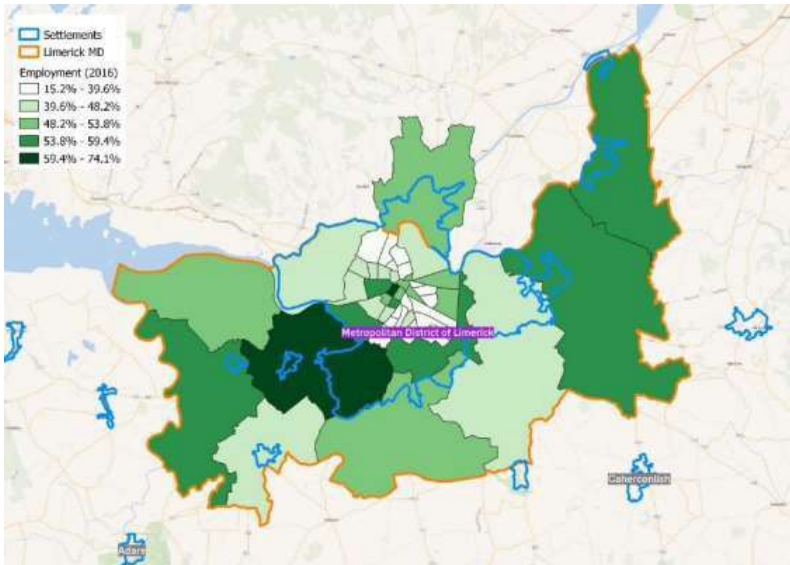 Settlements
Limerick MD
Employment (2016)
15.2% - 39.6%
39.6% - 48.2%
48.2% - 53.8%
53.8% - 59.4%
59.4% - 74.1%
Metropolitan District of Limerick
Caherconlish
Adare